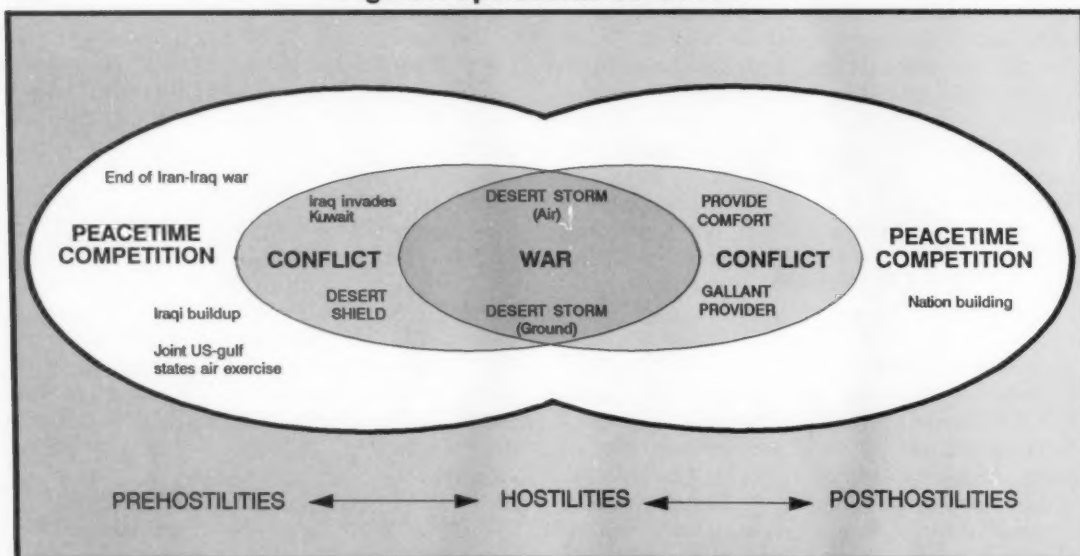 End of Iran-Iraq war
PEACETIME
COMPETITION
Iraqi buildup
Joint US-gulf
states air exercise
Iraq invades
Kuwait
CONFLICT
DESERT
SHIELD
DESERT STORM
(Air)
WAR
DESERT STORM
(Ground)
PROVIDE
COMFORT
CONFLICT
GALLANT
PROVIDER
PEACETIME
COMPETITION
Nation building
PREHOSTILITIES HOSTILITIES POSTHOSTILITIES